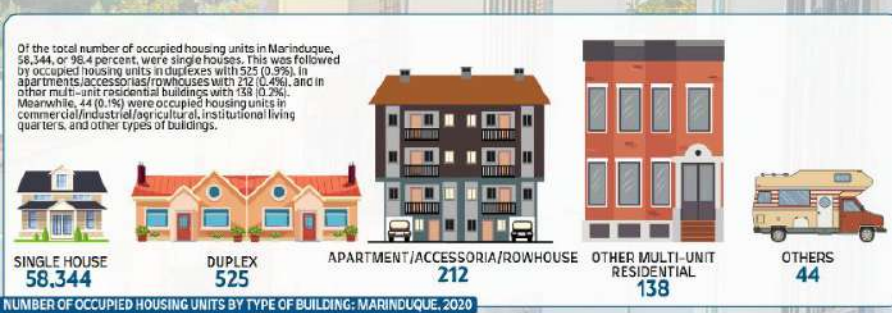 Of the total number of occupied housing units in Marinduque,
58,344, or 98.4 percent, were single houses. This was followed
by occupied housing units in duplexes with 525 (0.9%), in
apartments/accessorias/rowhouses with 212 (0.4%), and in
other multi-unit residential buildings with 138 (0.2%).
Meanwhile, 44 (0.1%) were occupied housing units in
commercial/industrial/agricultural, institutional living
quarters, and other types of buildings.
SINGLE HOUSE
58,344
DUPLEX
525
APARTMENT/ACCESSORIA/ROWHOUSE
212
OTHER MULTI-UNIT
RESIDENTIAL
138
OTHERS
44
NUMBER OF OCCUPIED HOUSING UNITS BY TYPE OF BUILDING: MARINDUQUE, 2020